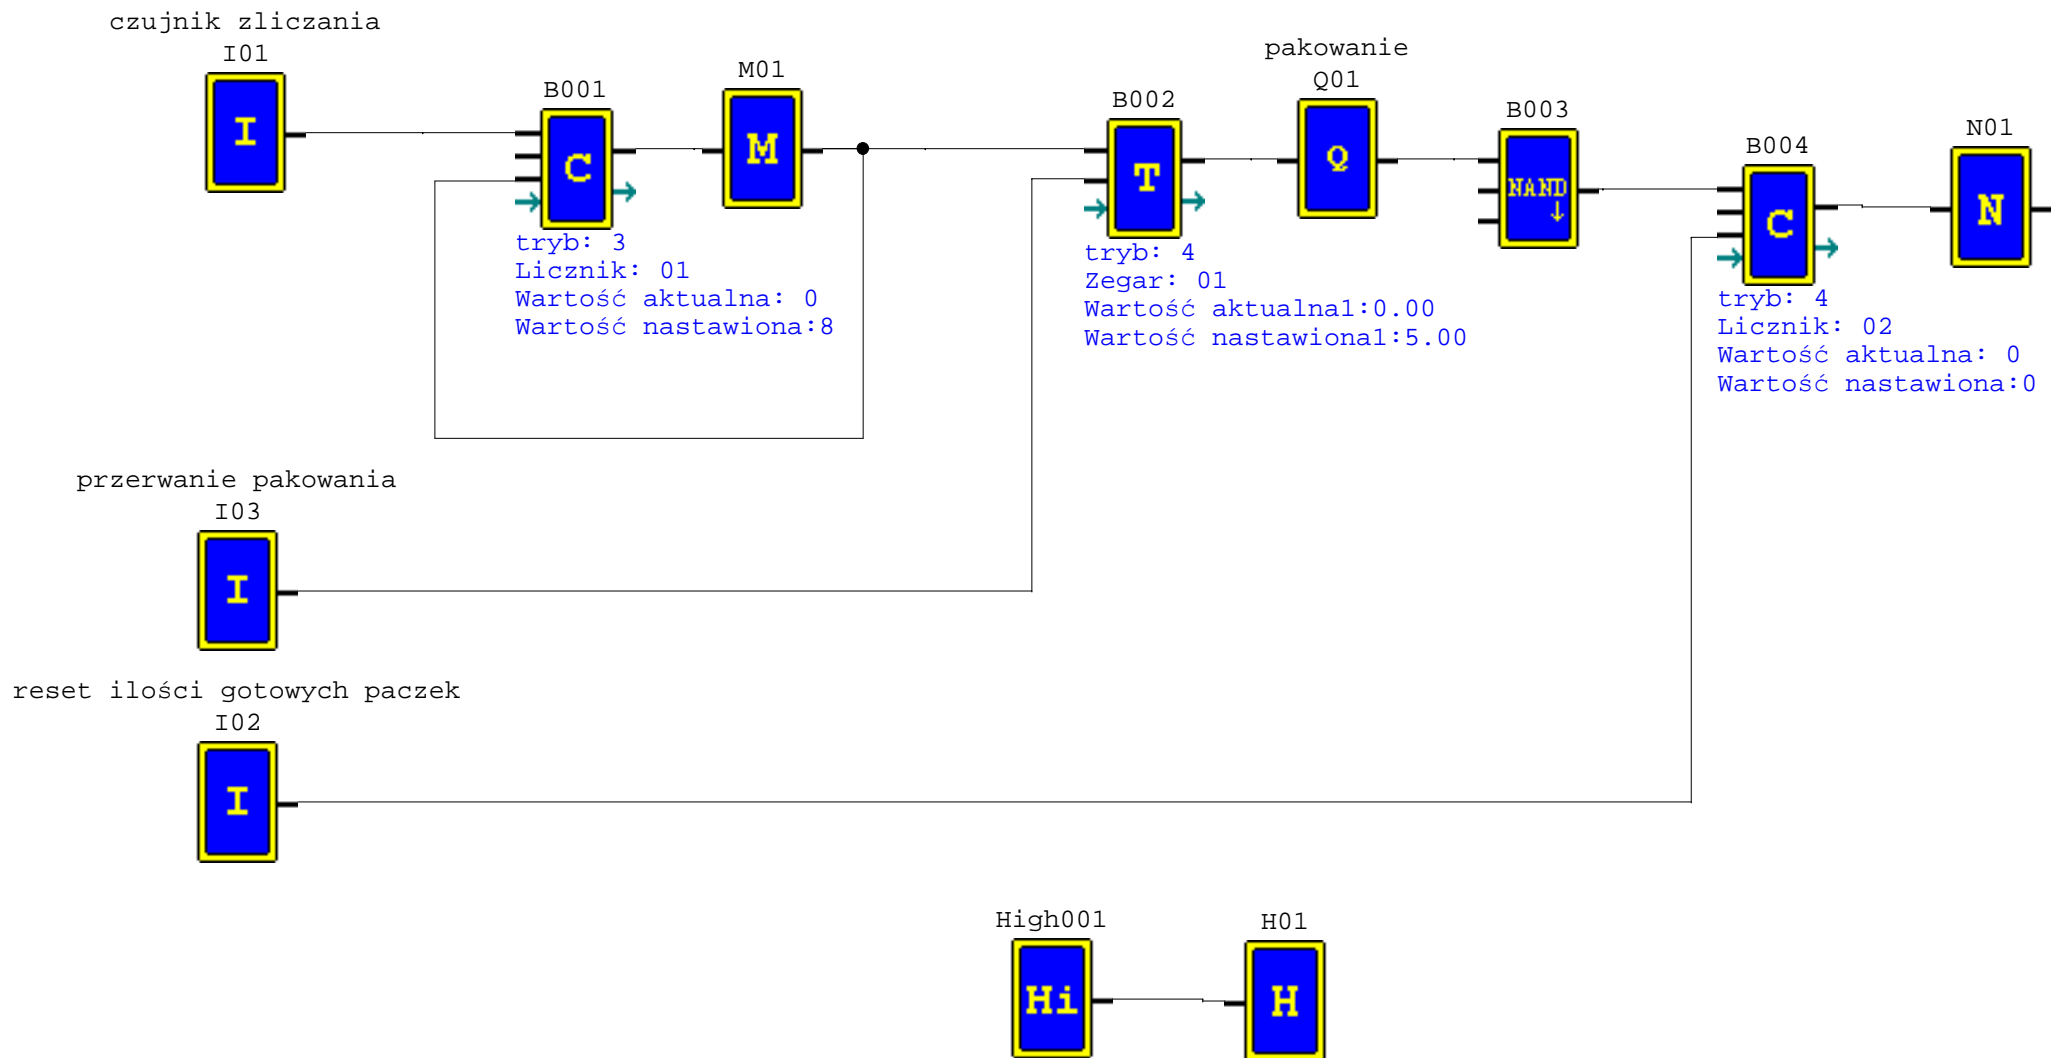 czujnik zliczania
I01
I
B001
C
tryb: 3
Licznik: 01
Wartość aktualna: 0
Wartość nastawiona:8
M01
M
B002
T
tryb: 4
Zegar: 01
Wartość aktualna1:0.00
Wartość nastawiona1:5.00
pakowanie
Q01
Q
B003
NAND
B004
C
tryb: 4
Licznik: 02
Wartość aktualna: 0
Wartość nastawiona:0
N01
N
przerwanie pakowania
I03
I
reset ilości gotowych paczek
I02
I
High001
Hi
H01
H